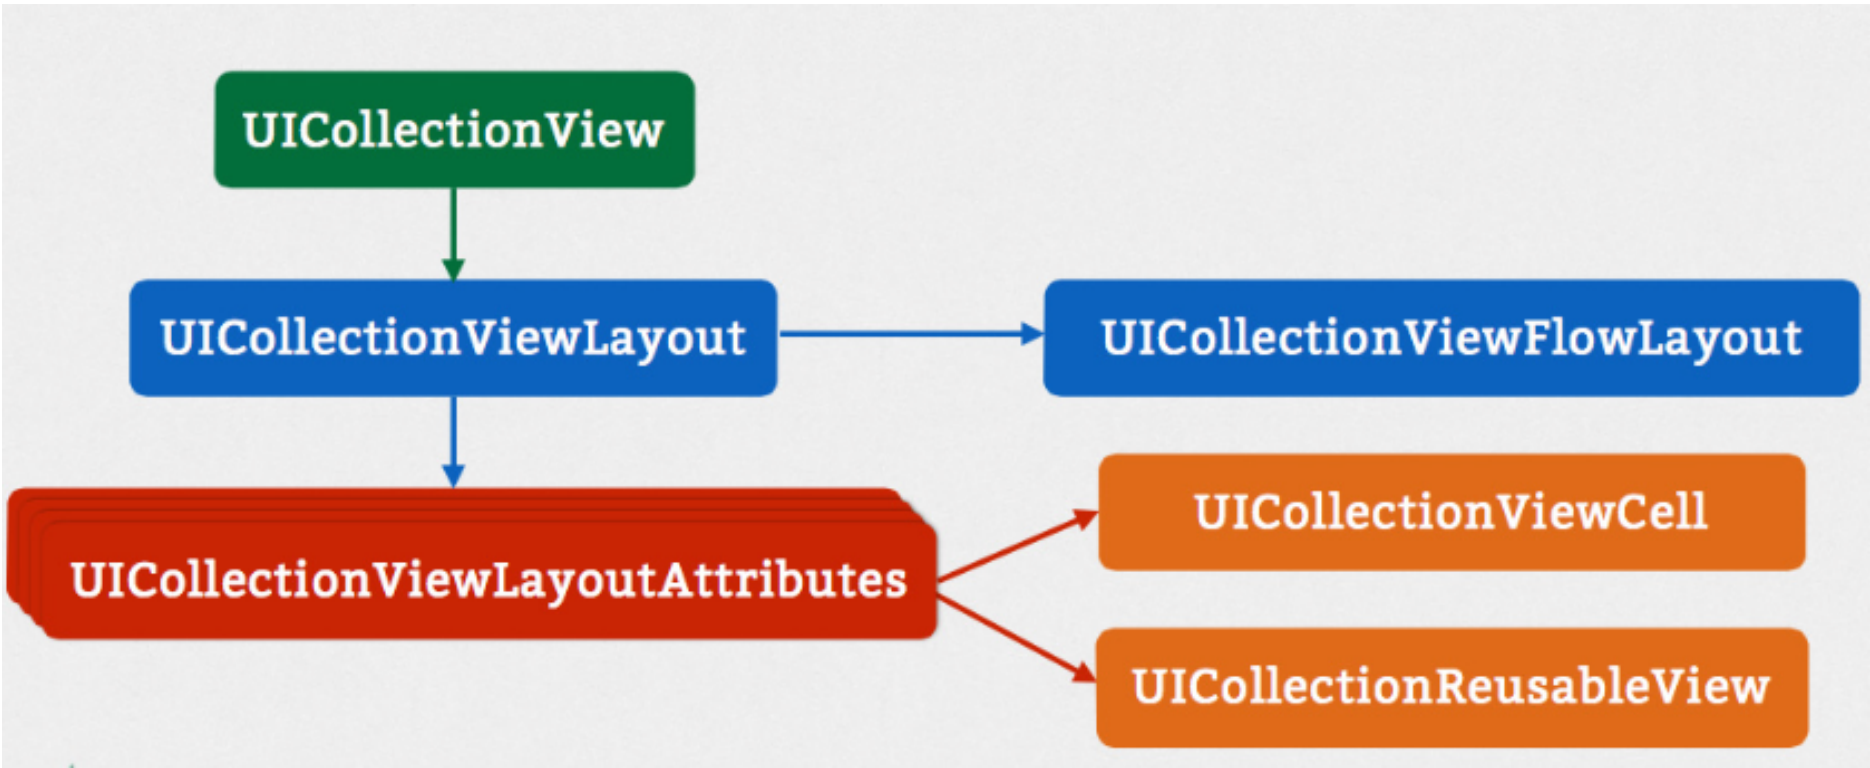 UICollectionView
UICollectionViewLayout
UICollectionViewFlowLayout
UICollectionViewCell
UICollectionViewLayoutAttributes
UICollectionReusableView